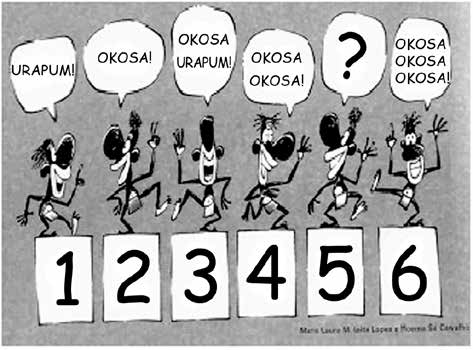 URAPUM!
OKOSA!
OKOSA
URAPUM!
OKOSA
OKOSA!
?
OKOSA
OKOSA
OKOSA!
1 2 3 4 5 6
Maria Laura M. Leite Lopes e Moema Sá Carvalho